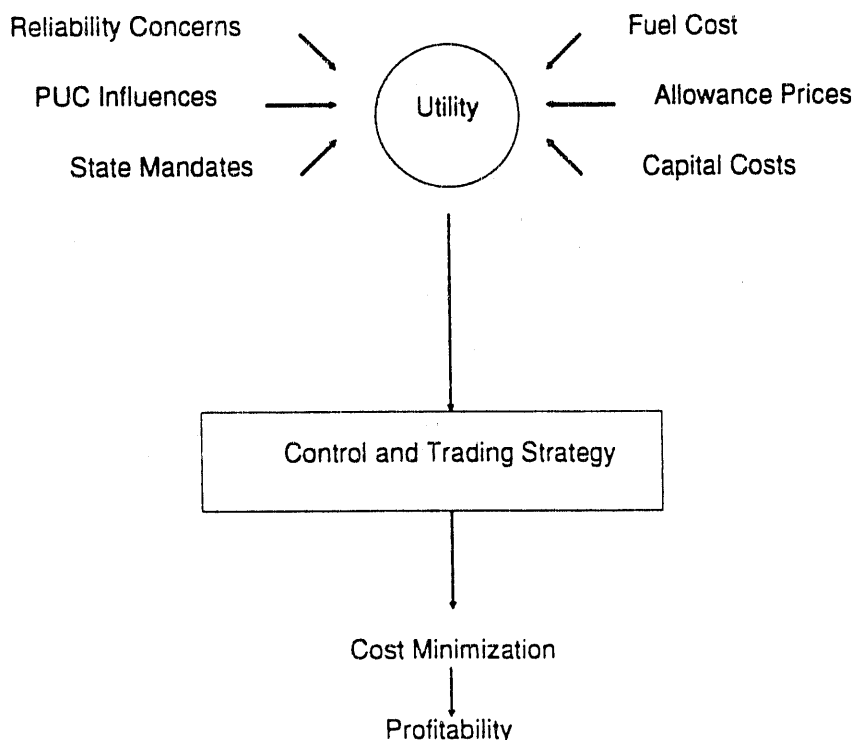 Reliability Concerns
Fuel Cost
PUC Influences
Utility
Allowance Prices
State Mandates
Capital Costs
Control and Trading Strategy
Cost Minimization
Profitability